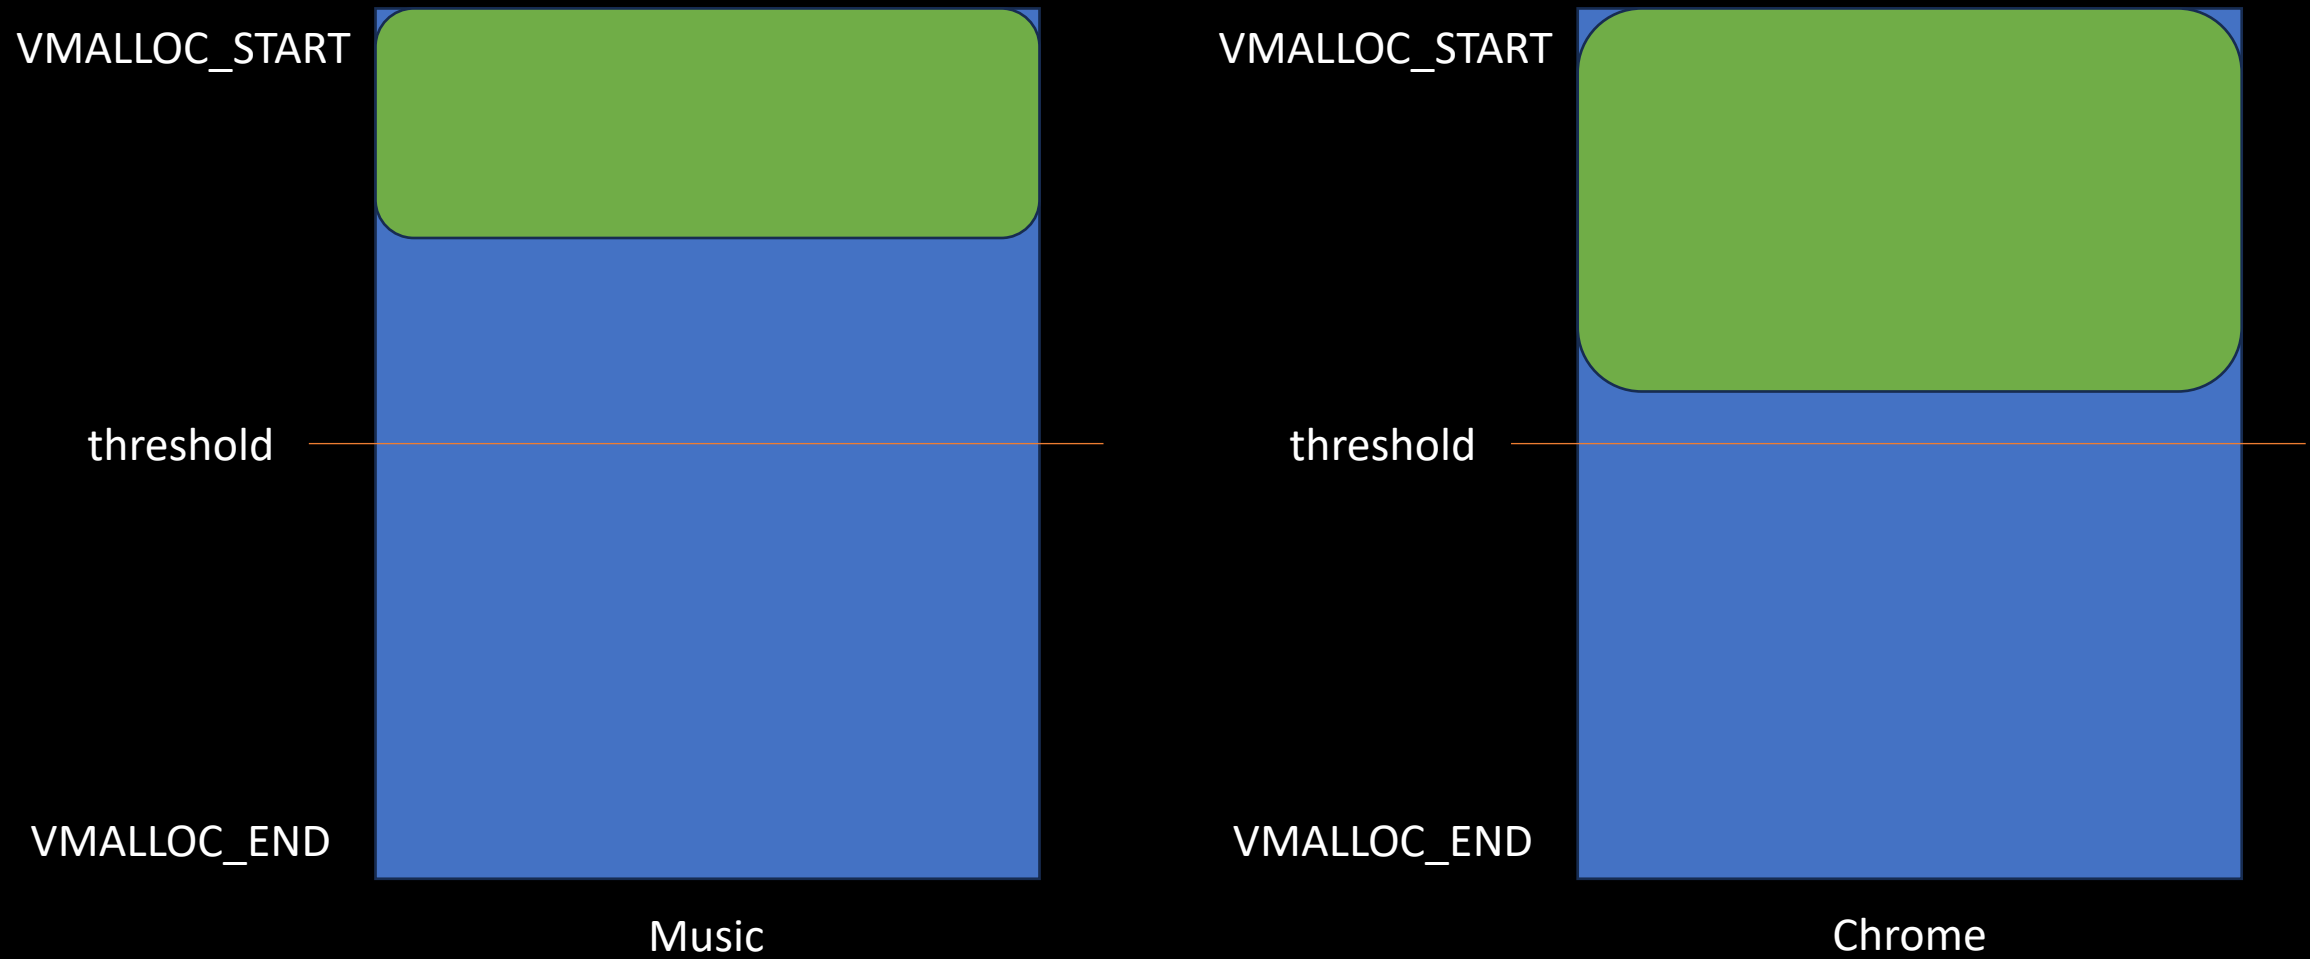 VMALLOC_START
threshold
VMALLOC_END
Music
VMALLOC_START
threshold
VMALLOC_END
Chrome